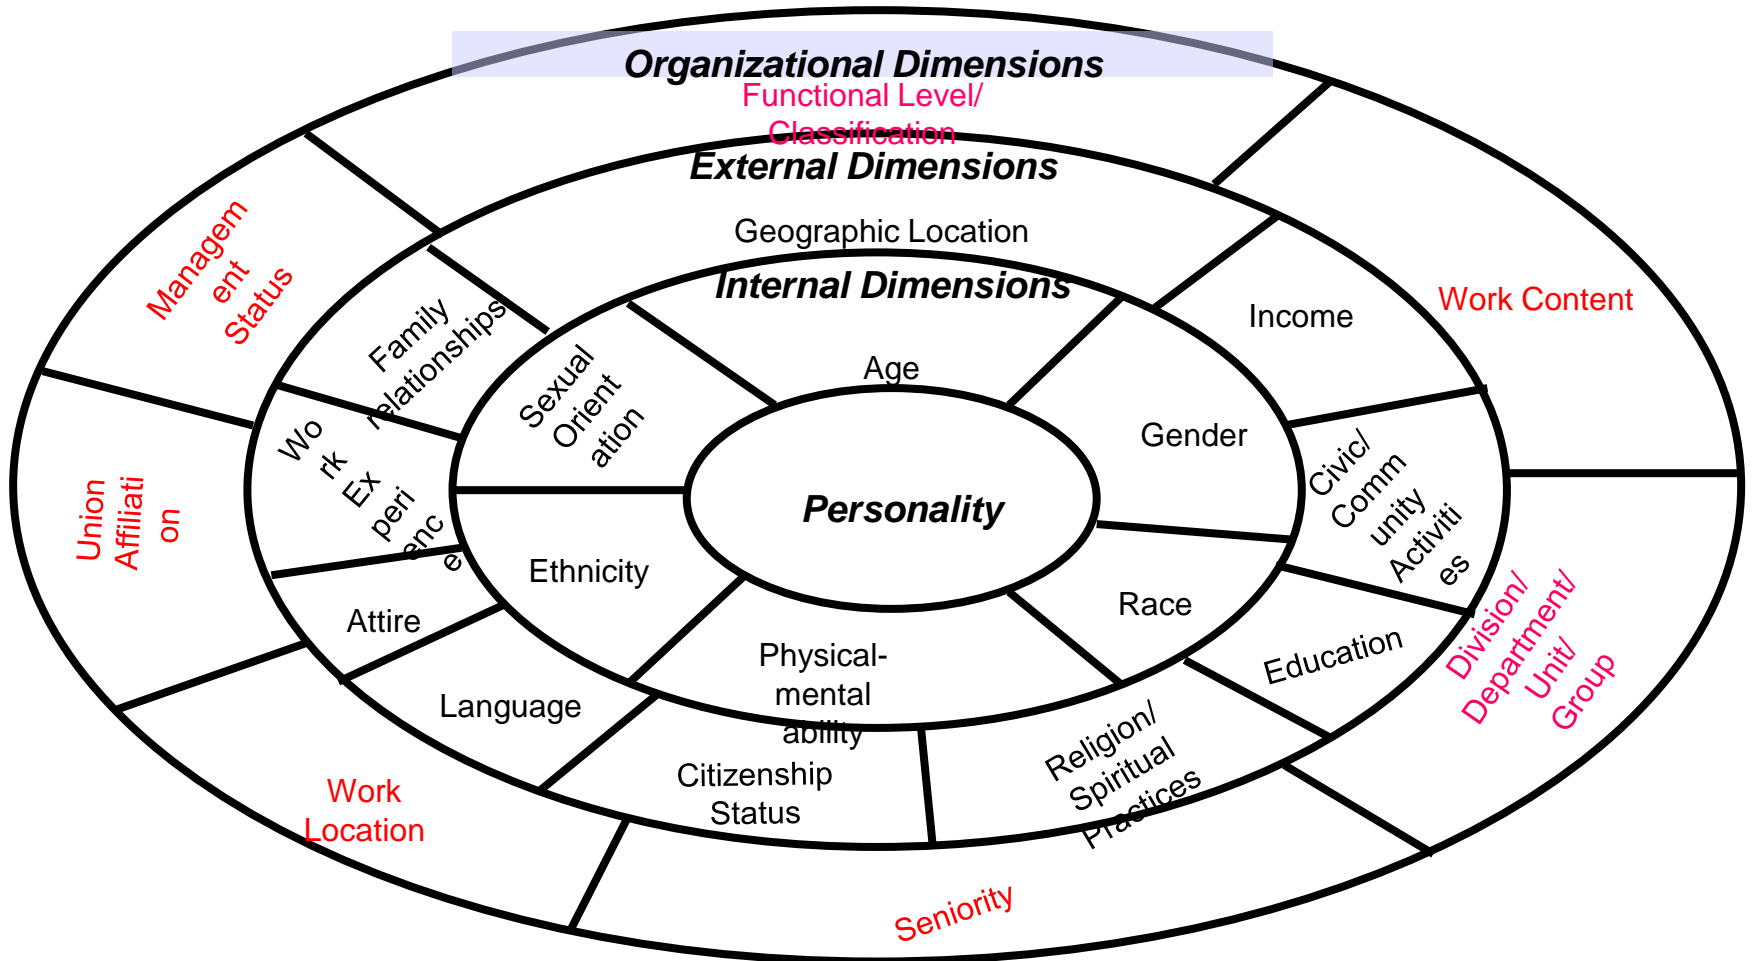 Organizational Dimensions
Functional Level/
Classification
External Dimensions
Geographic Location
Internal Dimensions
Age
Managem
ent
Status
Family
relationships
Sexual
Orient
ation
Income
Work Content
Gender
Civic/
Comm
unity
Activiti
es
Wo
rk
Ex
peri
enc
e
Union
Affiliati
on
Personality
Ethnicity
Race
Attire
Education
Division/
Department/
Unit/
Group
Language
Physical-
mental
ability
Citizenship
Status
Religion/
Spiritual
Practices
Work
Location
Seniority